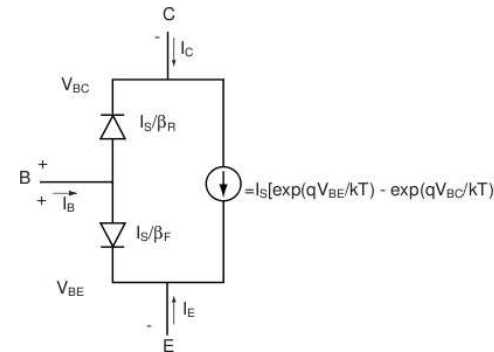 C
- I_C
V_BC
I_S/β_R
+
B
+ I_B
=I_S[exp(qV_BE/kT) - exp(qV_BC/kT)
I_S/β_F
V_BE
I_E
-
E